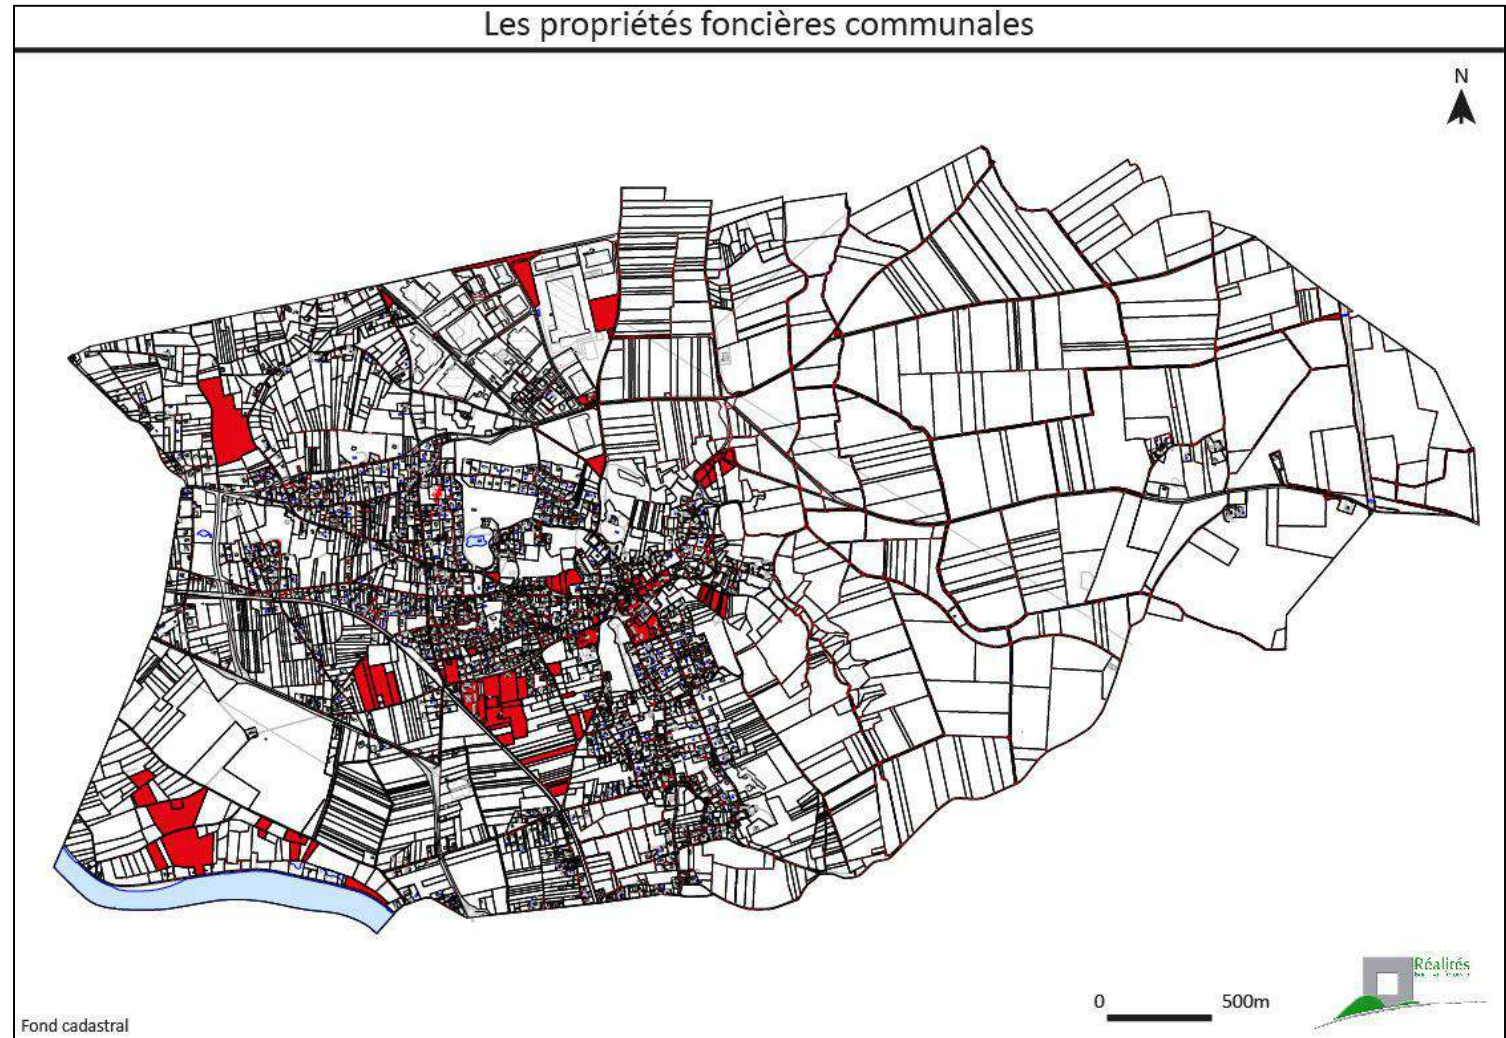 Les propriétés foncières communales
N
0 500m
Réalités
Fond cadastral